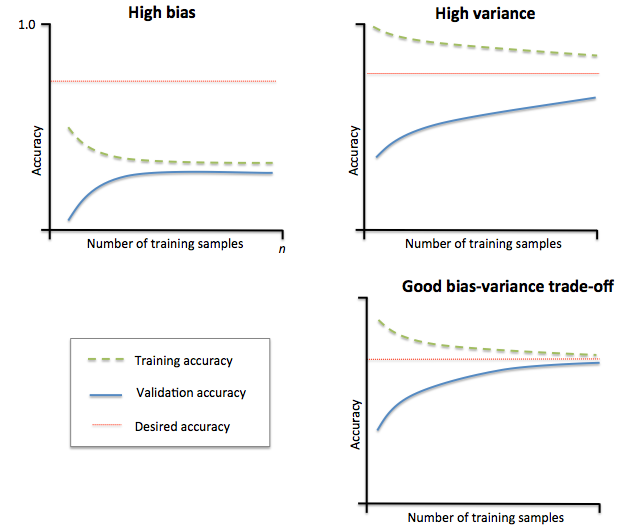 High bias
1.0
Accuracy
Number of training samples
n
High variance
Accuracy
Number of training samples
Training accuracy
Validation accuracy
Desired accuracy
Good bias-variance trade-off
Accuracy
Number of training samples